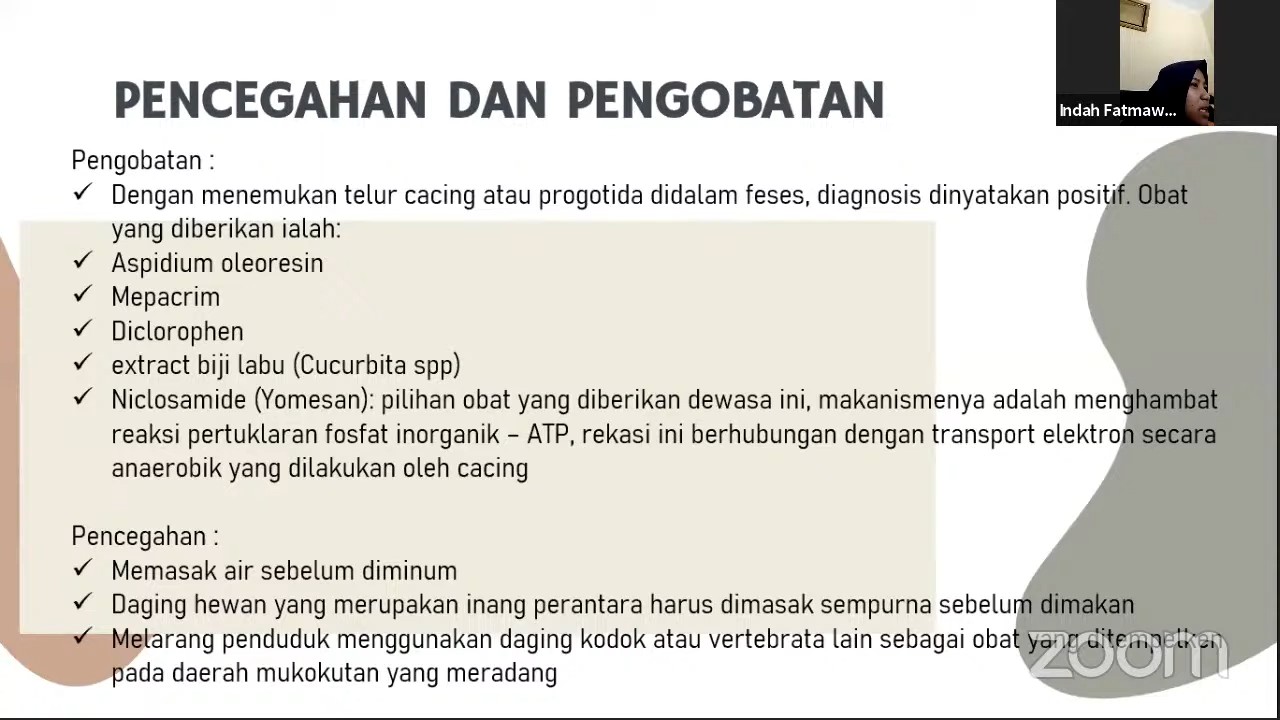 Indah Fatmaw...
PENCEGAHAN DAN PENGOBATAN
Pengobatan :
✓ Dengan menemukan telur cacing atau progotida didalam feses, diagnosis dinyatakan positif. Obat
yang diberikan ialah:
✓ Aspidium oleoresin
✓ Mepacrim
✓ Diclorophen
✓ extract biji labu (Cucurbita spp)
✓ Niclosamide (Yomesan): pilihan obat yang diberikan dewasa ini, makanismenya adalah menghambat
reaksi pertuklaran fosfat inorganik – ATP, rekasi ini berhubungan dengan transport elektron secara
anaerobik yang dilakukan oleh cacing
Pencegahan :
✓ Memasak air sebelum diminum
✓ Daging hewan yang merupakan inang perantara harus dimasak sempurna sebelum dimakan
✓ Melarang penduduk menggunakan daging kodok atau vertebrata lain sebagai obat yang ditempelken
pada daerah mukokutan yang meradang
zoom